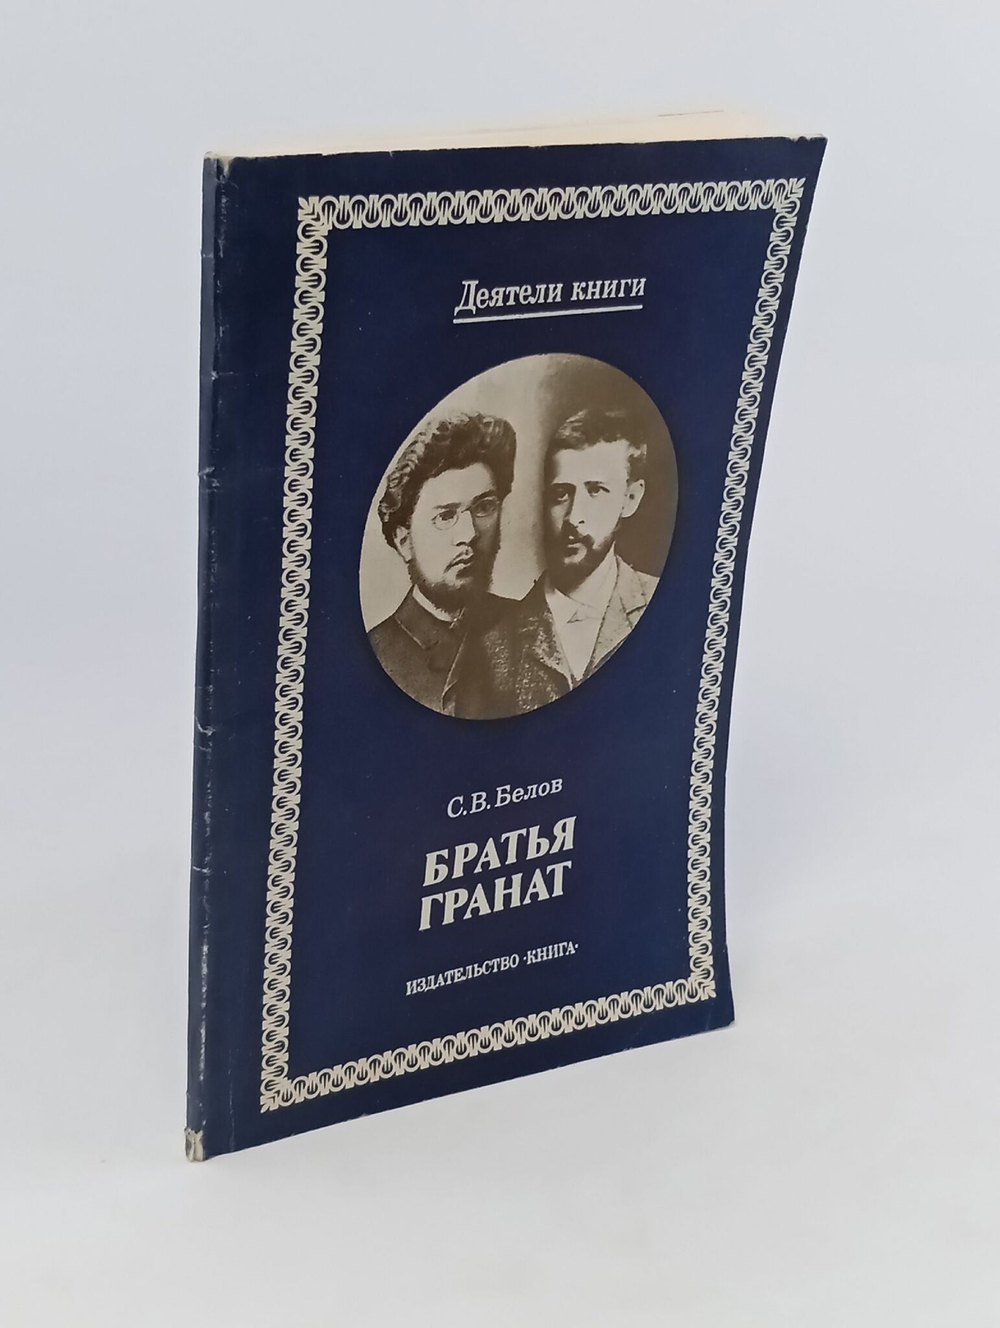 Деятели книги
С.В.Белов
БРАТЬЯ
ГРАНАТ
ИЗДАТЕЛЬСТВО ·КНИГА·